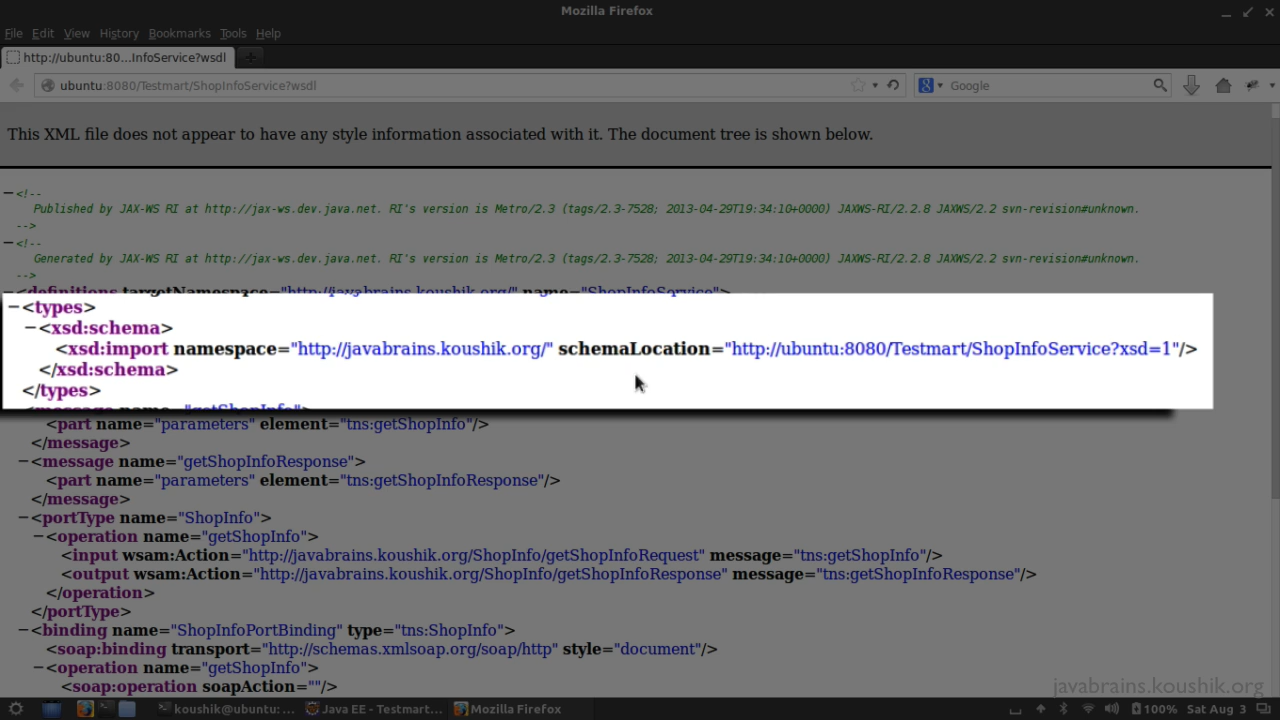 Mozilla Firefox
File Edit View History Bookmarks Tools Help
http://ubuntu:80...InfoService?wsdl
ubuntu:8080/Testmart/ShopInfoService?wsdl
Google
This XML file does not appear to have any style information associated with it. The document tree is shown below.
−<!--
Published by JAX-WS RI at http://jax-ws.dev.java.net. RI's version is Metro/2.3 (tags/2.3-7528; 2013-04-29T19:34:10+0000) JAXWS-RI/2.2.8 JAXWS/2.2 svn-revision#unknown.
-->
−<!--
Generated by JAX-WS RI at http://jax-ws.dev.java.net. RI's version is Metro/2.3 (tags/2.3-7528; 2013-04-29T19:34:10+0000) JAXWS-RI/2.2.8 JAXWS/2.2 svn-revision#unknown.
-->
<definitions targetNamespace="http://javabrains.koushik.org/" name="ShopInfoService">
−<types>
−<xsd:schema>
<xsd:import namespace="http://javabrains.koushik.org/" schemaLocation="http://ubuntu:8080/Testmart/ShopInfoService?xsd=1"/>
</xsd:schema>
</types>
<message name="getShopInfo">
<part name="parameters" element="tns:getShopInfo"/>
</message>
−<message name="getShopInfoResponse">
<part name="parameters" element="tns:getShopInfoResponse"/>
</message>
−<portType name="ShopInfo">
−<operation name="getShopInfo">
<input wsam:Action="http://javabrains.koushik.org/ShopInfo/getShopInfoRequest" message="tns:getShopInfo"/>
<output wsam:Action="http://javabrains.koushik.org/ShopInfo/getShopInfoResponse" message="tns:getShopInfoResponse"/>
</operation>
</portType>
−<binding name="ShopInfoPortBinding" type="tns:ShopInfo">
<soap:binding transport="http://schemas.xmlsoap.org/soap/http" style="document"/>
−<operation name="getShopInfo">
<soap:operation soapAction=""/>
javabrains.koushik.org
koushik@ubuntu: ... Java EE - Testmart... Mozilla Firefox 100% Sat Aug 3